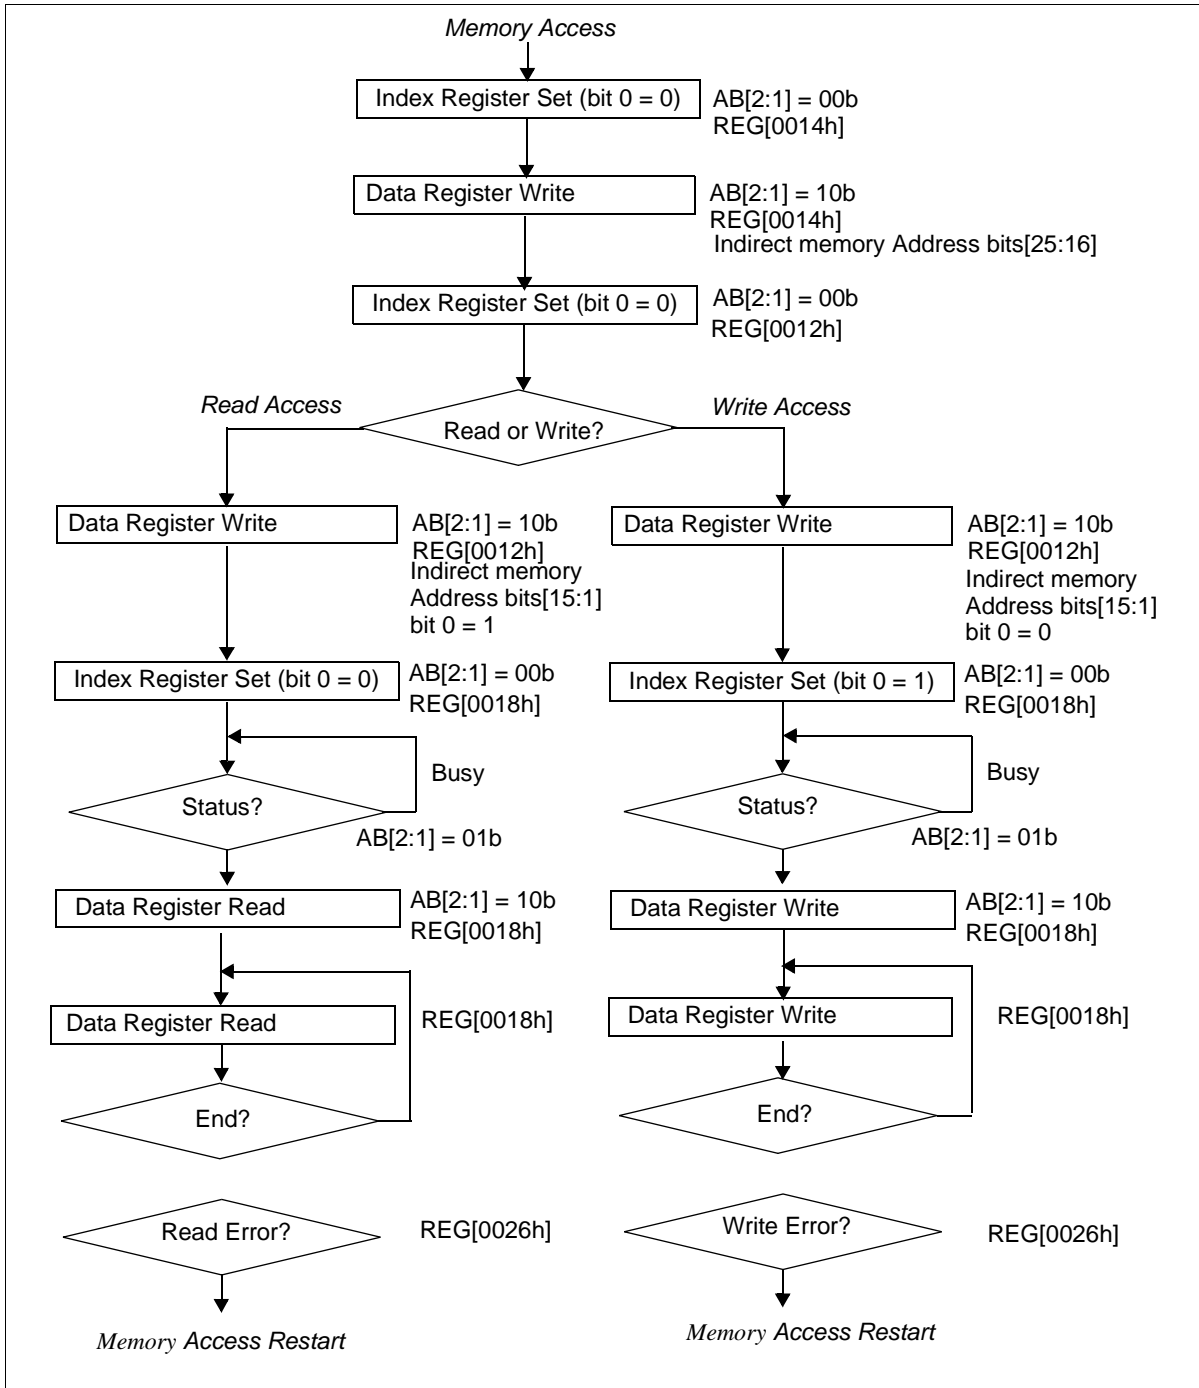 Memory Access
Index Register Set (bit 0 = 0)
AB[2:1] = 00b
REG[0014h]
Data Register Write
AB[2:1] = 10b
REG[0014h]
Indirect memory Address bits[25:16]
Index Register Set (bit 0 = 0)
AB[2:1] = 00b
REG[0012h]
Read Access
Write Access
Read or Write?
Data Register Write
AB[2:1] = 10b
REG[0012h]
Indirect memory
Address bits[15:1]
bit 0 = 1
Index Register Set (bit 0 = 0)
AB[2:1] = 00b
REG[0018h]
Busy
Status?
AB[2:1] = 01b
Data Register Read
AB[2:1] = 10b
REG[0018h]
Data Register Read
REG[0018h]
End?
Read Error?
REG[0026h]
Memory Access Restart
Data Register Write
AB[2:1] = 10b
REG[0012h]
Indirect memory
Address bits[15:1]
bit 0 = 0
Index Register Set (bit 0 = 1)
AB[2:1] = 00b
REG[0018h]
Busy
Status?
AB[2:1] = 01b
Data Register Write
AB[2:1] = 10b
REG[0018h]
Data Register Write
REG[0018h]
End?
Write Error?
REG[0026h]
Memory Access Restart